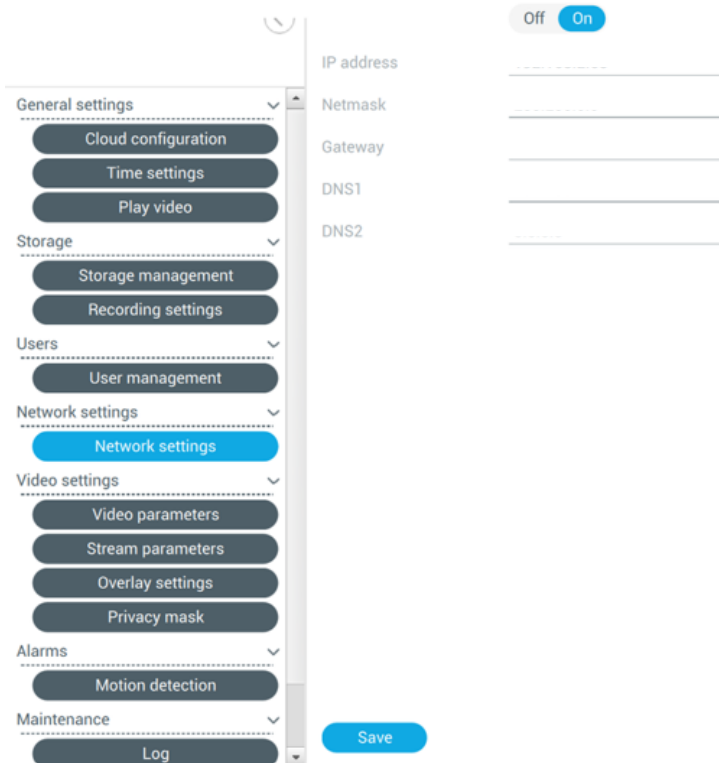 Off On
IP address
Netmask
Gateway
DNS1
DNS2
General settings
Cloud configuration
Time settings
Play video
Storage
Storage management
Recording settings
Users
User management
Network settings
Network settings
Video settings
Video parameters
Stream parameters
Overlay settings
Privacy mask
Alarms
Motion detection
Maintenance
Log
Save